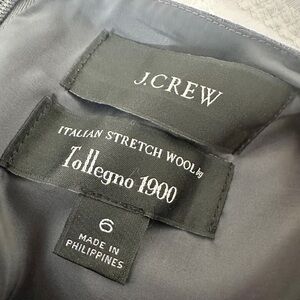 J.CREW
ITALIAN STRETCH WOOL by
Tollegno 1900
6
MADE IN
PHILIPPINES